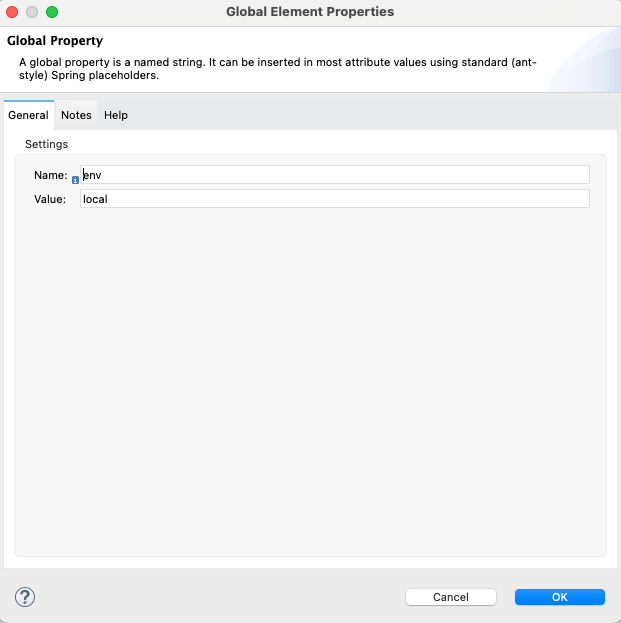 Global Element Properties
Global Property
A global property is a named string. It can be inserted in most attribute values using standard (ant-
style) Spring placeholders.
General Notes Help
Settings
Name: env
Value: local
Cancel OK